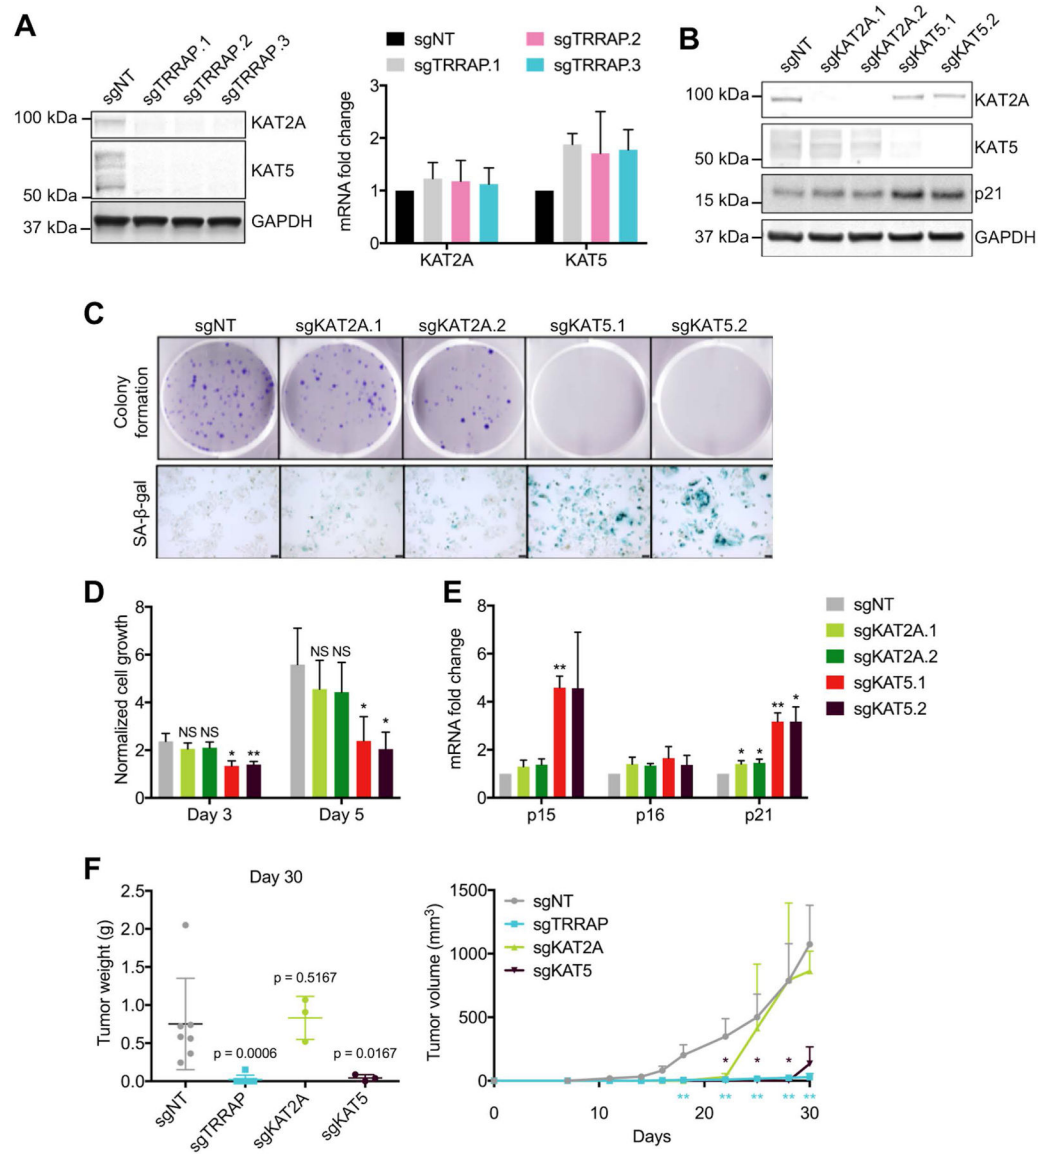 A
sgNT
sgTRRAP.1
sgTRRAP.2
sgTRRAP.3
100 kDa
KAT2A
KAT5
50 kDa
37 kDa
GAPDH
sgNT
sgTRRAP.1
sgTRRAP.2
sgTRRAP.3
mRNA fold change
3
2
1
0
KAT2A
KAT5
B
sgNT
sgKAT2A.1
sgKAT2A.2
sgKAT5.1
sgKAT5.2
100 kDa
KAT2A
KAT5
50 kDa
p21
15 kDa
37 kDa
GAPDH
C
sgNT
sgKAT2A.1
sgKAT2A.2
sgKAT5.1
sgKAT5.2
Colony
formation
SA-β-gal
D
Normalized cell growth
8
6
4
2
0
NS
NS
*
**
NS
NS
*
*
Day 3
Day 5
E
mRNA fold change
8
6
4
2
0
**
*
*
**
*
p15
p16
p21
sgNT
sgKAT2A.1
sgKAT2A.2
sgKAT5.1
sgKAT5.2
F
Day 30
Tumor weight (g)
2.5
2.0
1.5
1.0
0.5
0.0
p = 0.0006
p = 0.5167
p = 0.0167
sgNT
sgTRRAP
sgKAT2A
sgKAT5
Tumor volume (mm³)
1500
1000
500
0
sgNT
sgTRRAP
sgKAT2A
sgKAT5
* * *
** ** ** ** **
0
10
20
30
Days